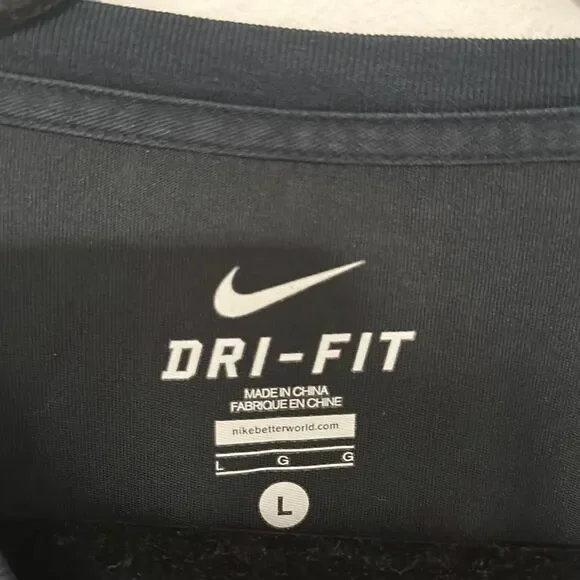 DRI-FIT
MADE IN CHINA
FABRIQUE EN CHINE
nikebetterworld.com
L G G
L